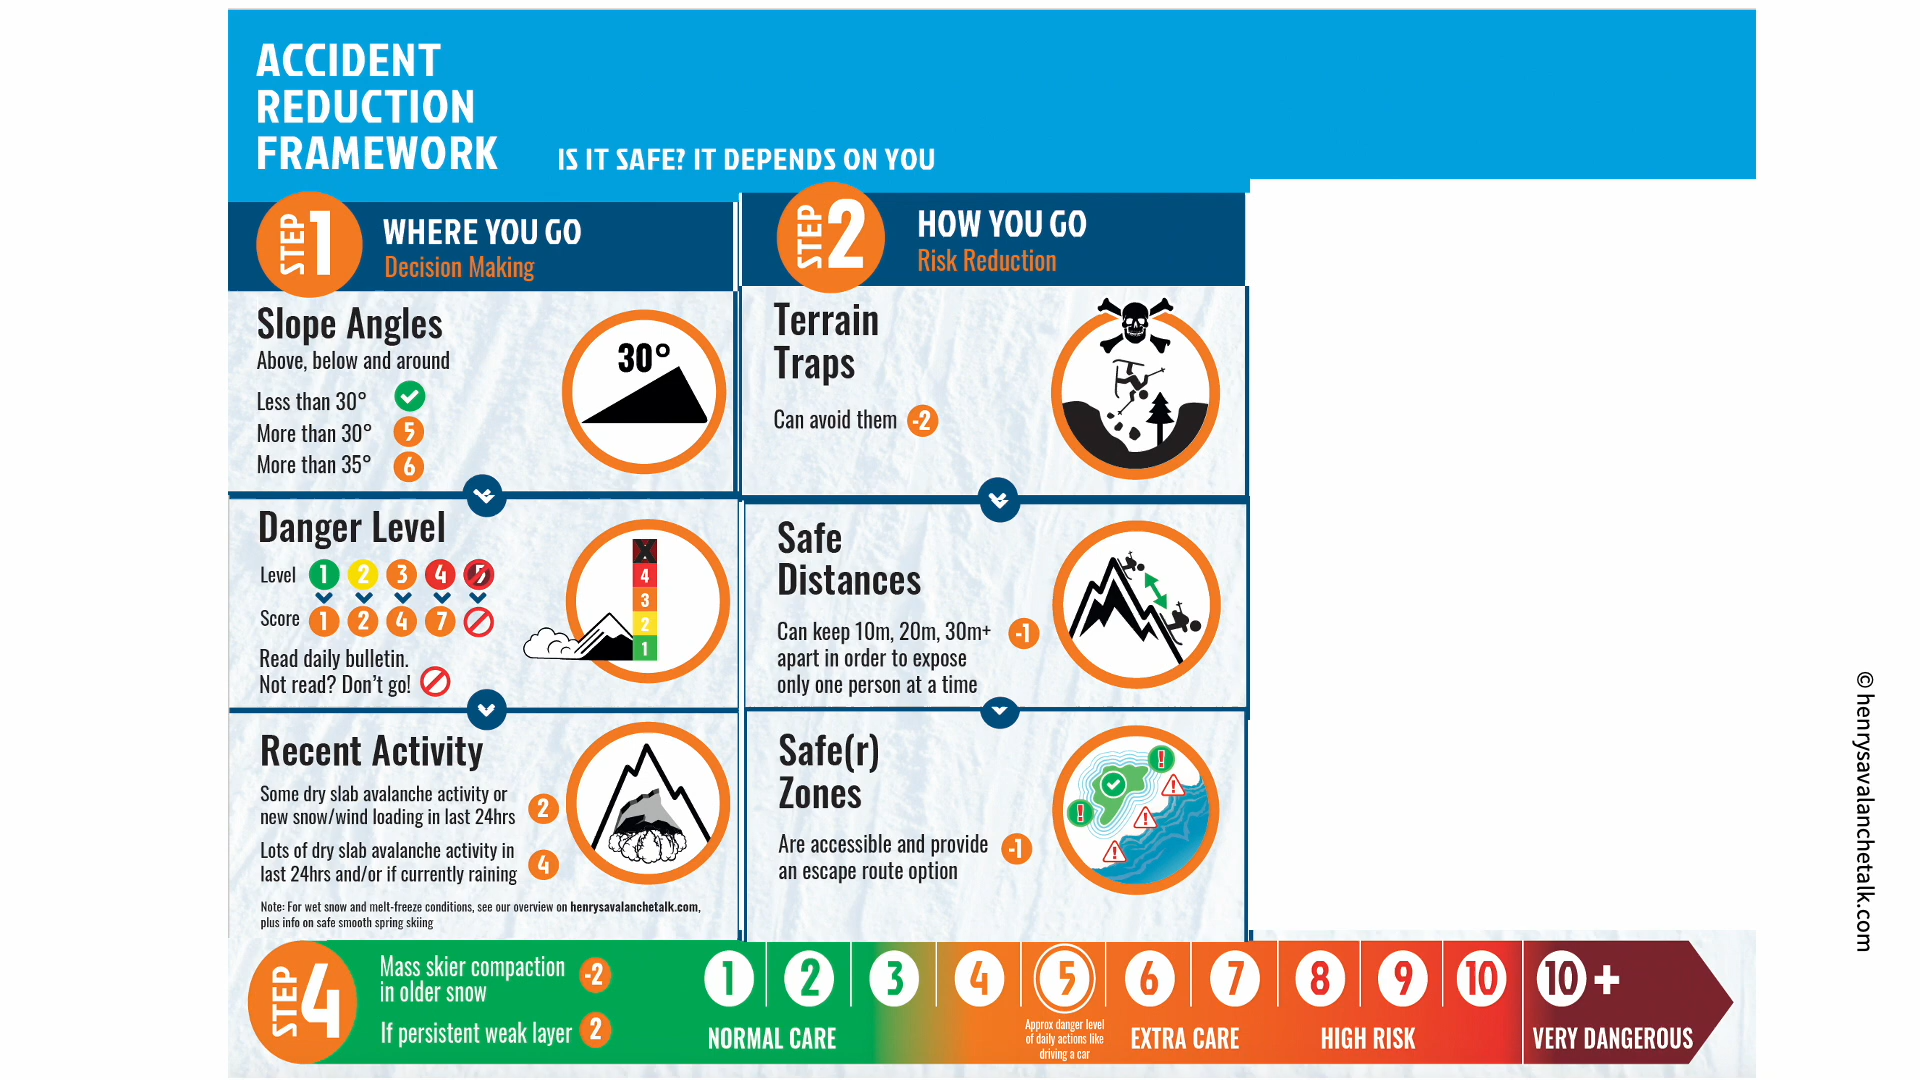 ACCIDENT
REDUCTION
FRAMEWORK
IS IT SAFE? IT DEPENDS ON YOU
STEP 1
WHERE YOU GO
Decision Making
Slope Angles
Above, below and around
Less than 30°
More than 30° 5
More than 35° 6
30°
Danger Level
Level 1 2 3 4 5
Score 1 2 4 7
Read daily bulletin.
Not read? Don't go!
X
4
3
2
1
Recent Activity
Some dry slab avalanche activity or
new snow/wind loading in last 24hrs 2
Lots of dry slab avalanche activity in
last 24hrs and/or if currently raining 4
Note: For wet snow and melt-freeze conditions, see our overview on henrysavalanchetalk.com,
plus info on safe smooth spring skiing
STEP 2
HOW YOU GO
Risk Reduction
Terrain
Traps
Can avoid them -2
Safe
Distances
Can keep 10m, 20m, 30m+ -1
apart in order to expose
only one person at a time
Safe(r)
Zones
Are accessible and provide -1
an escape route option
! ! ! ! !
STEP 4
Mass skier compaction -2
in older snow
If persistent weak layer 2
1 2 3 4 5 6 7 8 9 10 10+
NORMAL CARE
Approx danger level
of daily actions like
driving a car
EXTRA CARE
HIGH RISK
VERY DANGEROUS
© henrysavalanchetalk.com